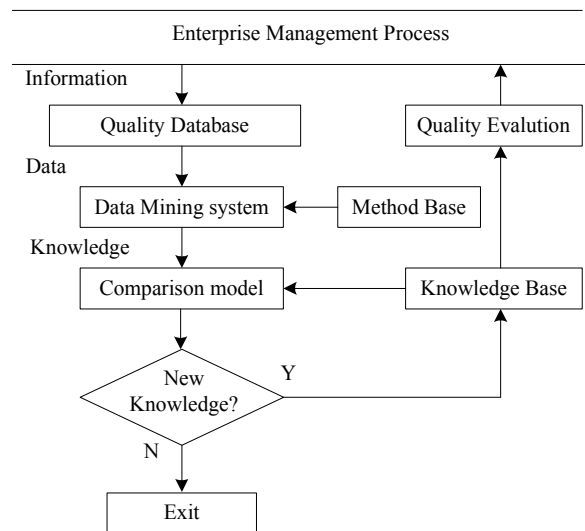 Enterprise Management Process
Information
Quality Database
Quality Evalution
Data
Data Mining system
Method Base
Knowledge
Comparison model
Knowledge Base
New
Knowledge?
Y
N
Exit